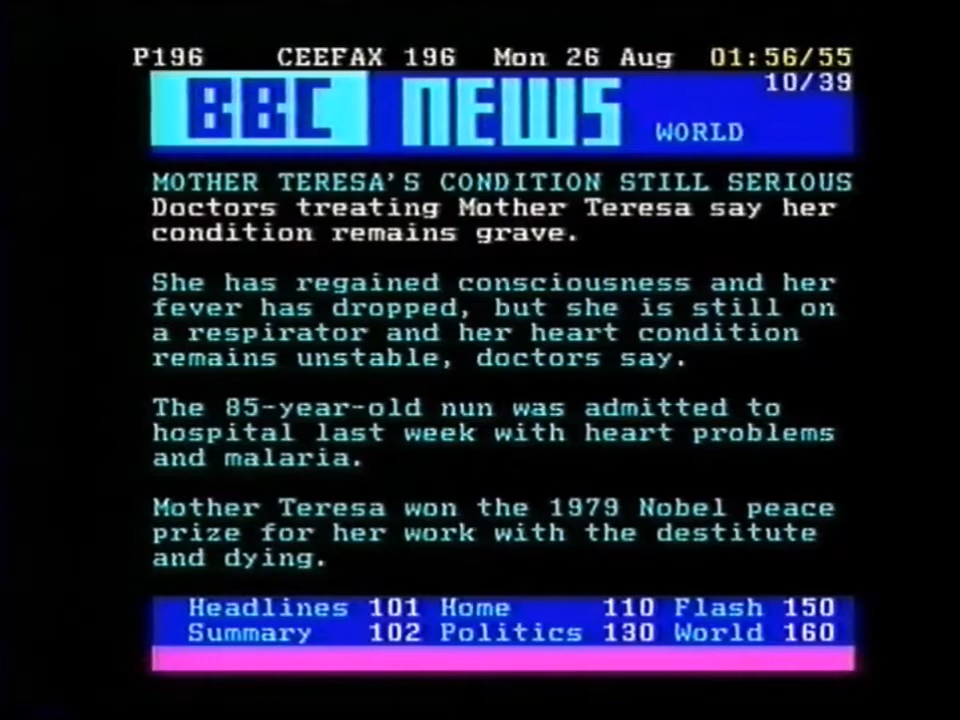 P196 CEEFAX 196 Mon 26 Aug 01:56/55
10/39
BBC NEWS WORLD
MOTHER TERESA'S CONDITION STILL SERIOUS
Doctors treating Mother Teresa say her
condition remains grave.
She has regained consciousness and her
fever has dropped, but she is still on
a respirator and her heart condition
remains unstable, doctors say.
The 85-year-old nun was admitted to
hospital last week with heart problems
and malaria.
Mother Teresa won the 1979 Nobel peace
prize for her work with the destitute
and dying.
Headlines 101 Home 110 Flash 150
Summary 102 Politics 130 World 160